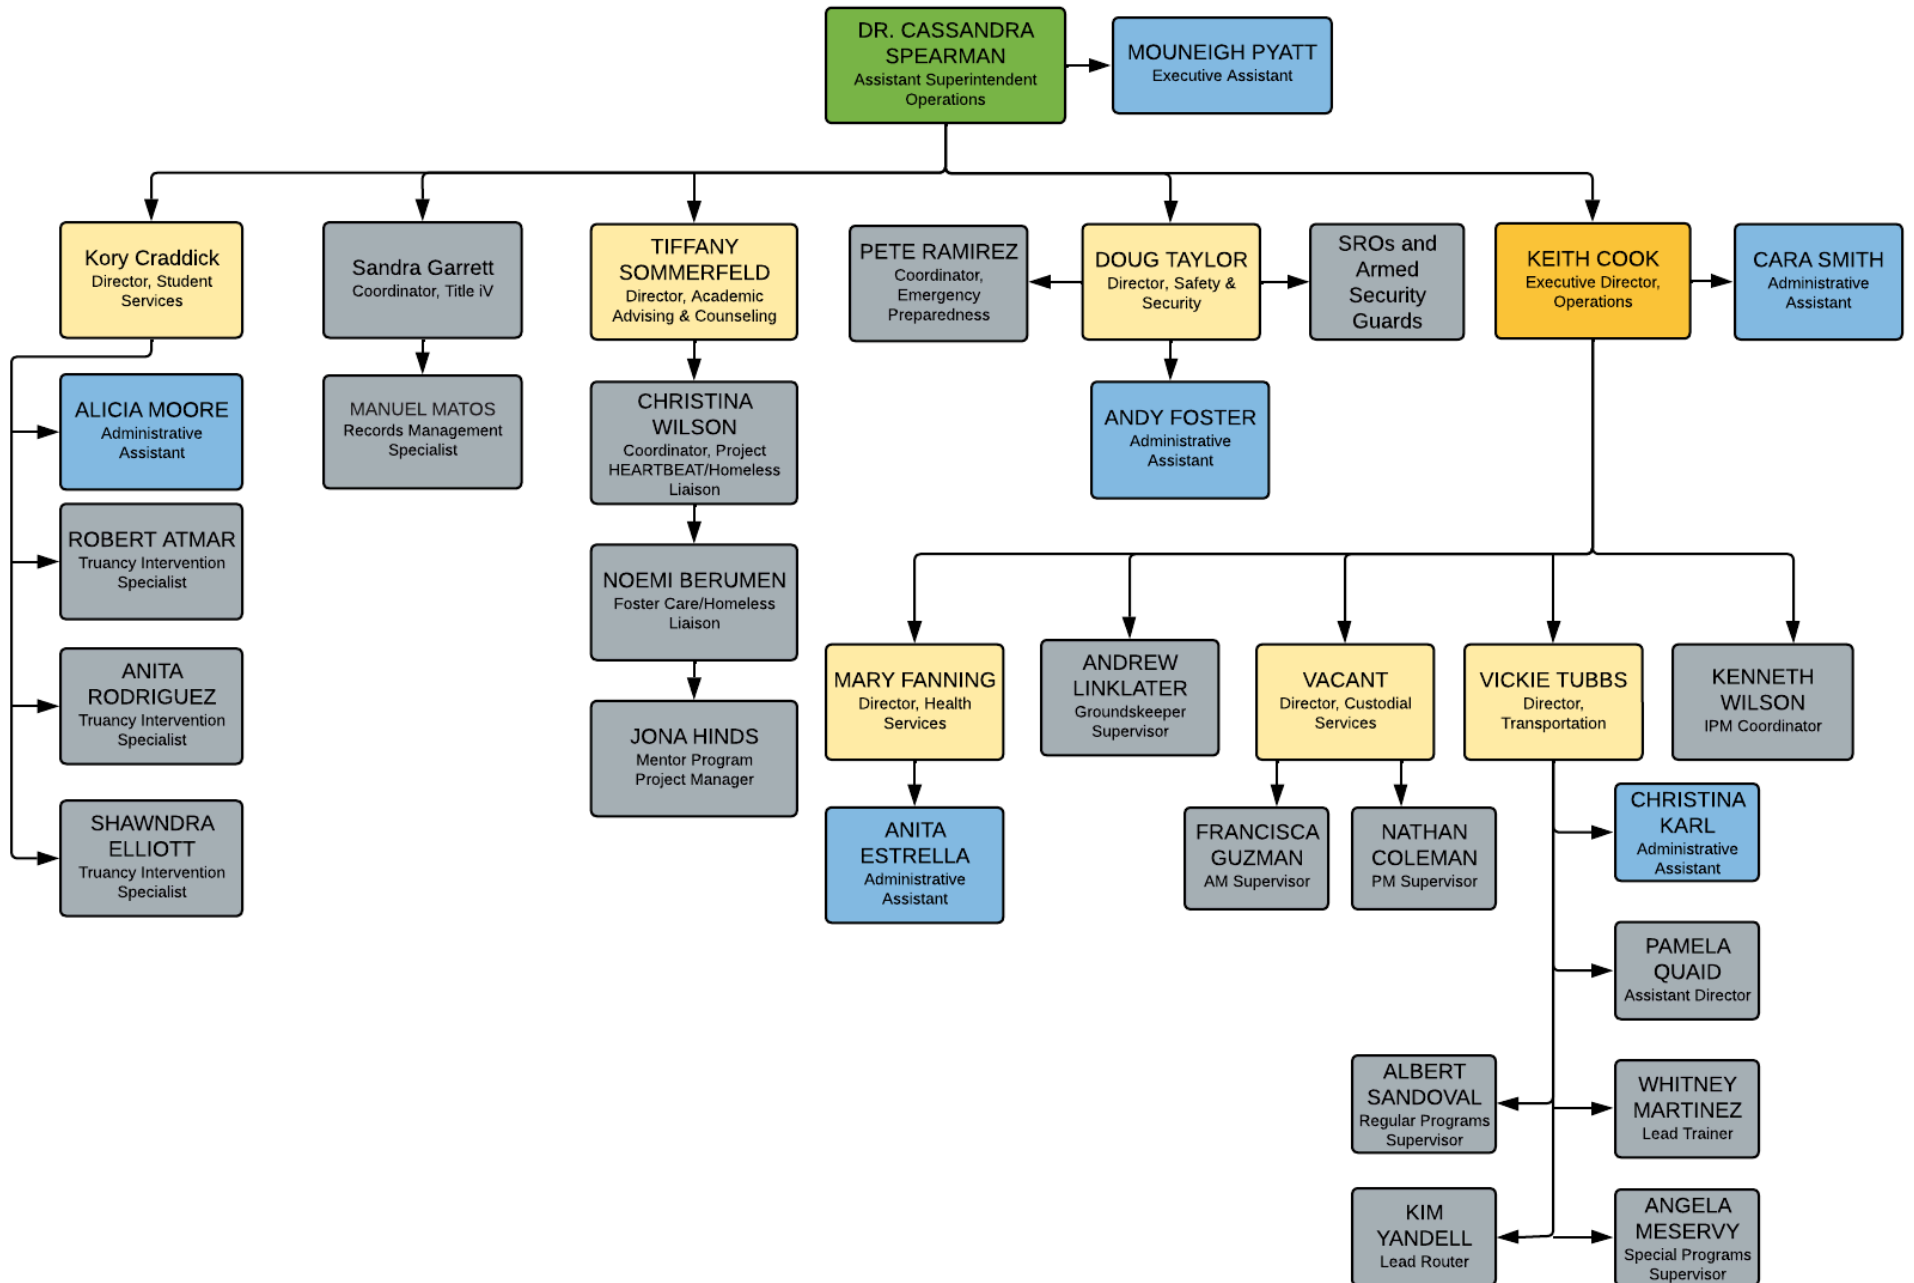 DR. CASSANDRA
SPEARMAN
Assistant Superintendent
Operations
MOUNEIGH PYATT
Executive Assistant
Kory Craddick
Director, Student
Services
Sandra Garrett
Coordinator, Title iV
TIFFANY
SOMMERFELD
Director, Academic
Advising & Counseling
PETE RAMIREZ
Coordinator,
Emergency
Preparedness
DOUG TAYLOR
Director, Safety &
Security
SROs and
Armed
Security
Guards
KEITH COOK
Executive Director,
Operations
CARA SMITH
Administrative
Assistant
ALICIA MOORE
Administrative
Assistant
MANUEL MATOS
Records Management
Specialist
CHRISTINA
WILSON
Coordinator, Project
HEARTBEAT/Homeless
Liaison
ANDY FOSTER
Administrative
Assistant
ROBERT ATMAR
Truancy Intervention
Specialist
NOEMI BERUMEN
Foster Care/Homeless
Liaison
ANITA
RODRIGUEZ
Truancy Intervention
Specialist
JONA HINDS
Mentor Program
Project Manager
MARY FANNING
Director, Health
Services
ANDREW
LINKLATER
Groundskeeper
Supervisor
VACANT
Director, Custodial
Services
VICKIE TUBBS
Director,
Transportation
KENNETH
WILSON
IPM Coordinator
SHAWNDRA
ELLIOTT
Truancy Intervention
Specialist
ANITA
ESTRELLA
Administrative
Assistant
FRANCISCA
GUZMAN
AM Supervisor
NATHAN
COLEMAN
PM Supervisor
CHRISTINA
KARL
Administrative
Assistant
PAMELA
QUAID
Assistant Director
ALBERT
SANDOVAL
Regular Programs
Supervisor
WHITNEY
MARTINEZ
Lead Trainer
KIM
YANDELL
Lead Router
ANGELA
MESERVY
Special Programs
Supervisor